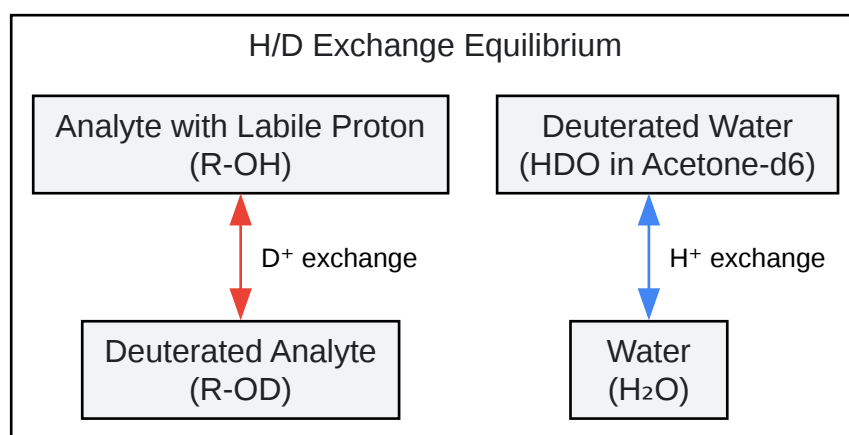 H/D Exchange Equilibrium
Analyte with Labile Proton
(R-OH)
Deuterated Water
(HDO in Acetone-d6)
D⁺ exchange
H⁺ exchange
Deuterated Analyte
(R-OD)
Water
(H₂O)